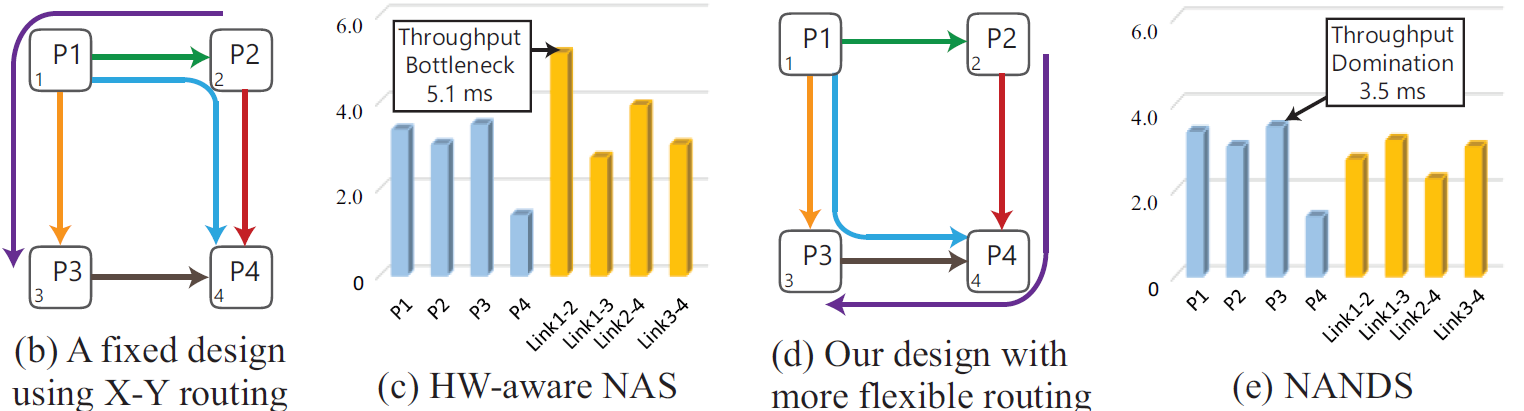 P1
1
P2
2
P3
3
P4
4
(b) A fixed design
using X-Y routing
6.0
4.0
2.0
0
Throughput
Bottleneck
5.1 ms
P1
P2
P3
P4
Link1-2
Link1-3
Link2-4
Link3-4
(c) HW-aware NAS
P1
1
P2
2
P3
3
P4
4
(d) Our design with
more flexible routing
6.0
4.0
2.0
0
Throughput
Domination
3.5 ms
P1
P2
P3
P4
Link1-2
Link1-3
Link2-4
Link3-4
(e) NANDS